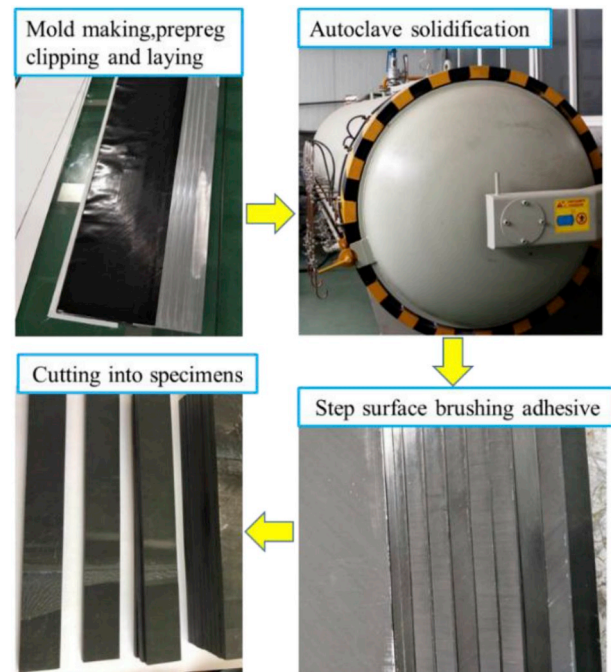 Mold making,prepreg
clipping and laying
Autoclave solidification
Step surface brushing adhesive
Cutting into specimens